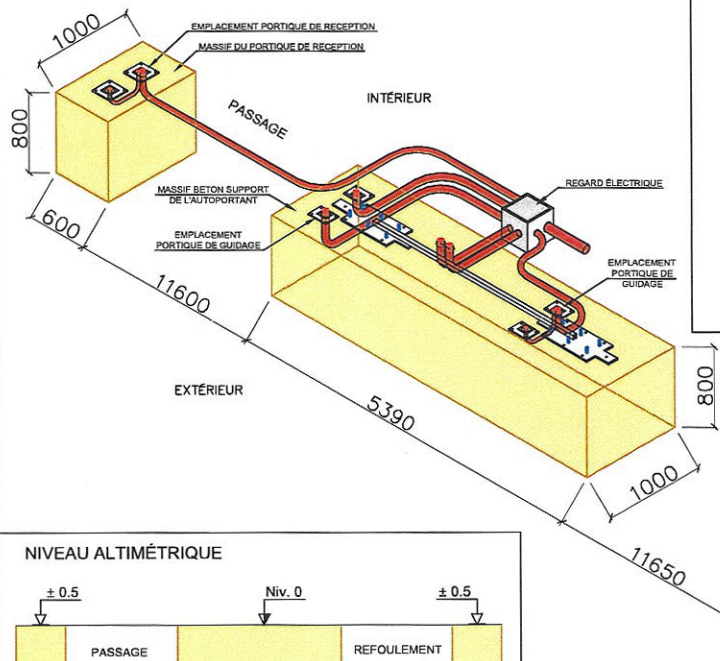 1000
EMPLACEMENT PORTIQUE DE RECEPTION
MASSIF DU PORTIQUE DE RECEPTION
800
PASSAGE
INTÉRIEUR
MASSIF BETON SUPPORT
DE L'AUTOPORTANT
REGARD ÉLECTRIQUE
600
EMPLACEMENT
PORTIQUE DE GUIDAGE
EMPLACEMENT
PORTIQUE DE
GUIDAGE
11600
EXTÉRIEUR
5390
800
1000
11650
NIVEAU ALTIMÉTRIQUE
± 0.5
Niv. 0
± 0.5
PASSAGE
REFOULEMENT